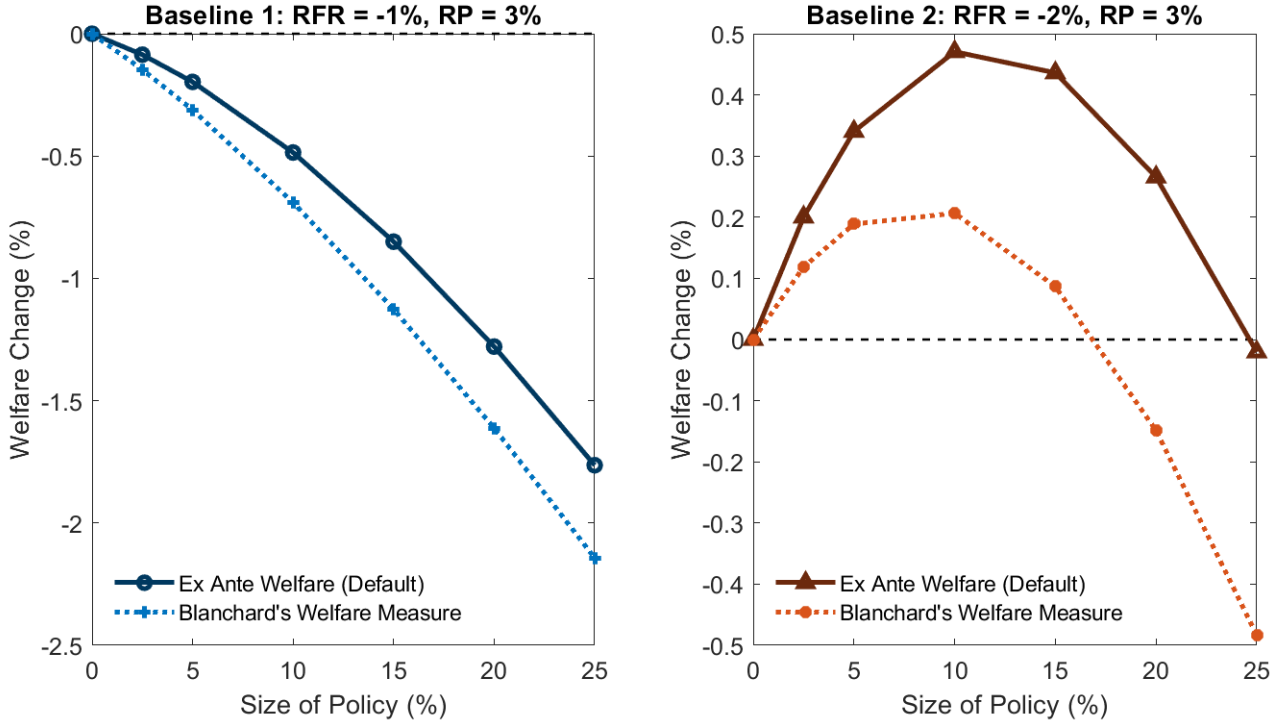 Baseline 1: RFR = -1%, RP = 3%
0
-0.5
-1
-1.5
-2
-2.5
Welfare Change (%)
Ex Ante Welfare (Default)
Blanchard's Welfare Measure
0 5 10 15 20 25
Size of Policy (%)
Baseline 2: RFR = -2%, RP = 3%
0.5
0.4
0.3
0.2
0.1
0
-0.1
-0.2
-0.3
-0.4
-0.5
Welfare Change (%)
Ex Ante Welfare (Default)
Blanchard's Welfare Measure
0 5 10 15 20 25
Size of Policy (%)